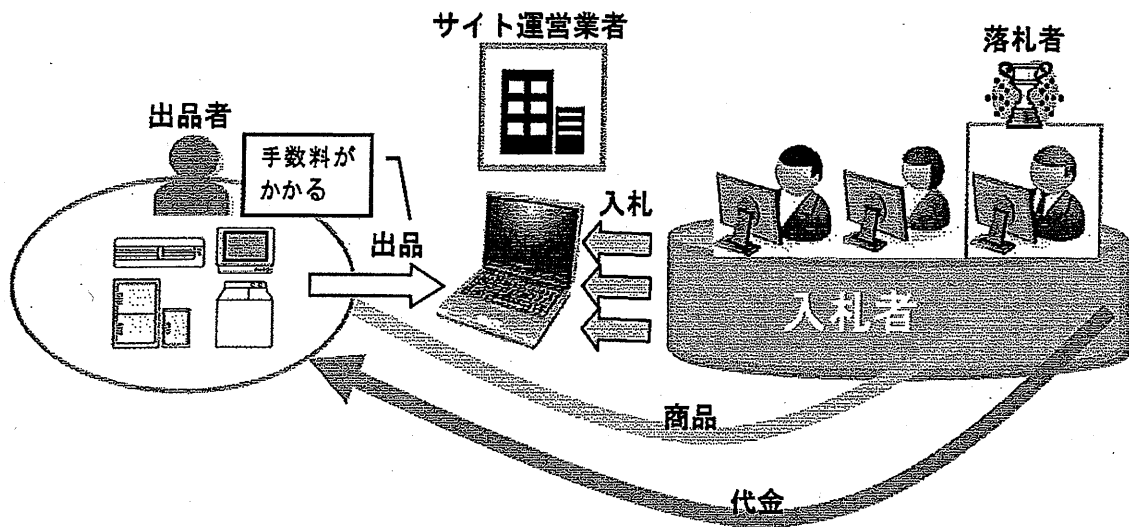 サイト運営業者
落札者
出品者
手数料が
かかる
出品
入札
入札者
商品
代金